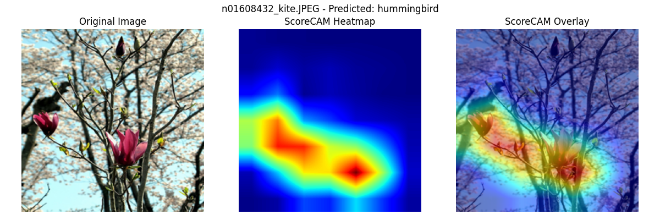 n01608432_kite.JPEG - Predicted: hummingbird
Original Image
ScoreCAM Heatmap
ScoreCAM Overlay